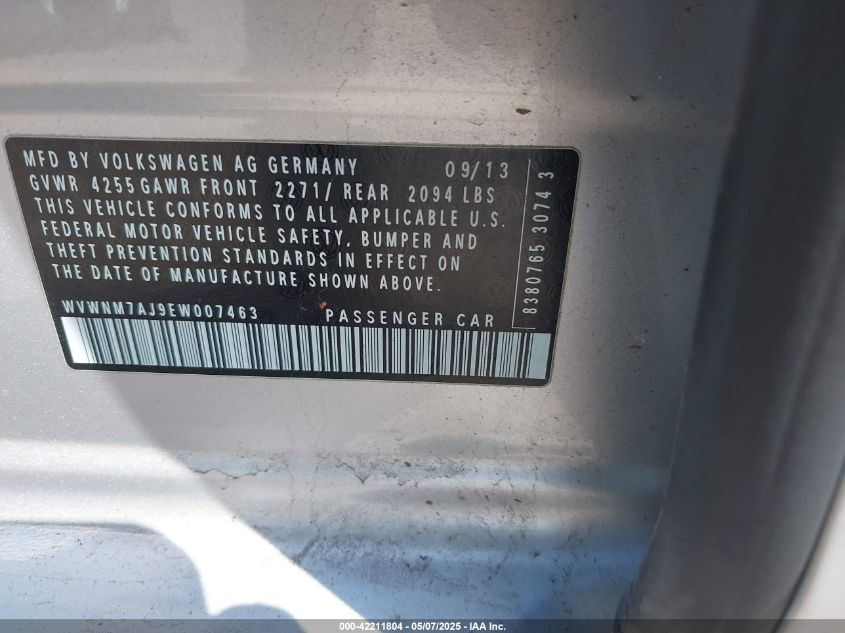 MFD BY VOLKSWAGEN AG GERMANY 09/13
GVWR 4255 GAWR FRONT 2271/ REAR 2094 LBS
THIS VEHICLE CONFORMS TO ALL APPLICABLE U.S.
FEDERAL MOTOR VEHICLE SAFETY, BUMPER AND
THEFT PREVENTION STANDARDS IN EFFECT ON
THE DATE OF MANUFACTURE SHOWN ABOVE.
WVWNM7AJ9EW007463 PASSENGER CAR
8380765 30743
000-42211804 - 05/07/2025 - IAA Inc.